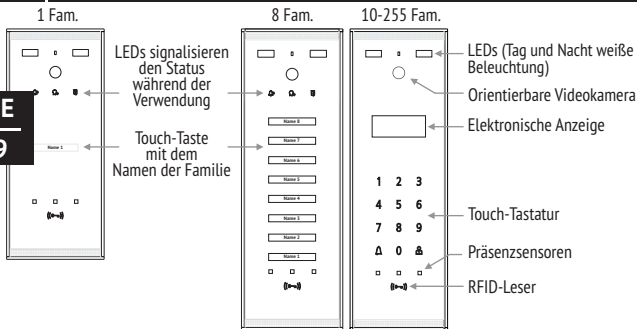 1 Fam.
8 Fam.
10-255 Fam.
LEDs signalisieren
den Status
während der
Verwendung
Touch-Taste
mit dem
Namen der Familie
E
9
Name 1
Name 8
Name 7
Name 6
Name 5
Name 4
Name 3
Name 2
Name 1
1 2 3
4 5 6
7 8 9
0
LEDs (Tag und Nacht weiße
Beleuchtung)
Orientierbare Videokamera
Elektronische Anzeige
Touch-Tastatur
Präsenzsensoren
RFID-Leser